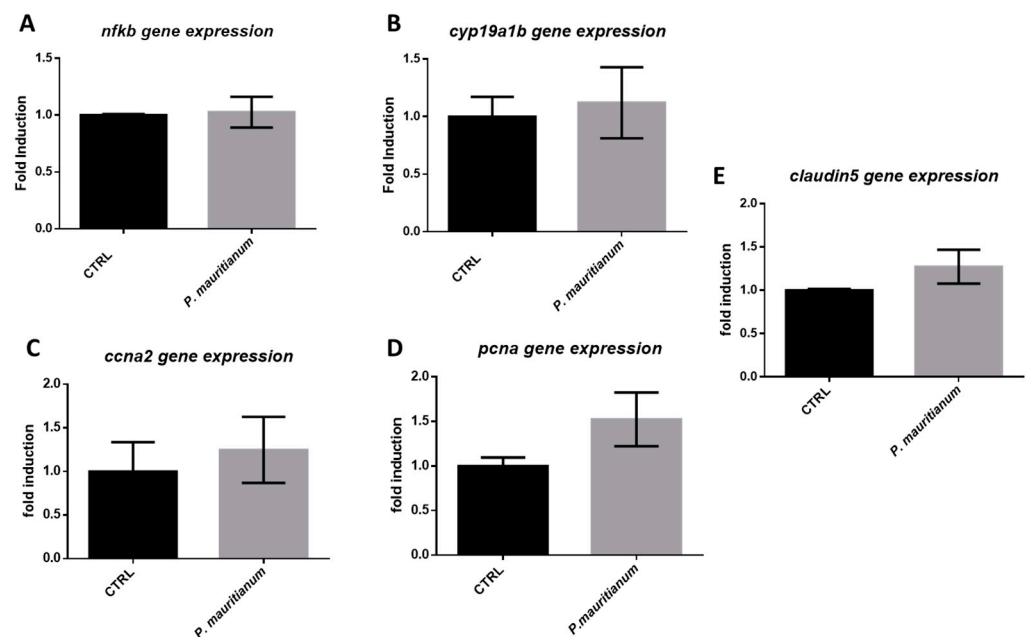 A
nfkb gene expression
Fold Induction
1.5
1.0
0.5
0.0
CTRL
P. mauritianum
B
cyp19a1b gene expression
Fold Induction
1.5
1.0
0.5
0.0
CTRL
P. mauritianum
C
ccna2 gene expression
fold induction
2.0
1.5
1.0
0.5
0.0
CTRL
P. mauritianum
D
pcna gene expression
fold induction
2.0
1.5
1.0
0.5
0.0
CTRL
P.mauritianum
E
claudin5 gene expression
fold induction
2.0
1.5
1.0
0.5
0.0
CTRL
P. mauritianum